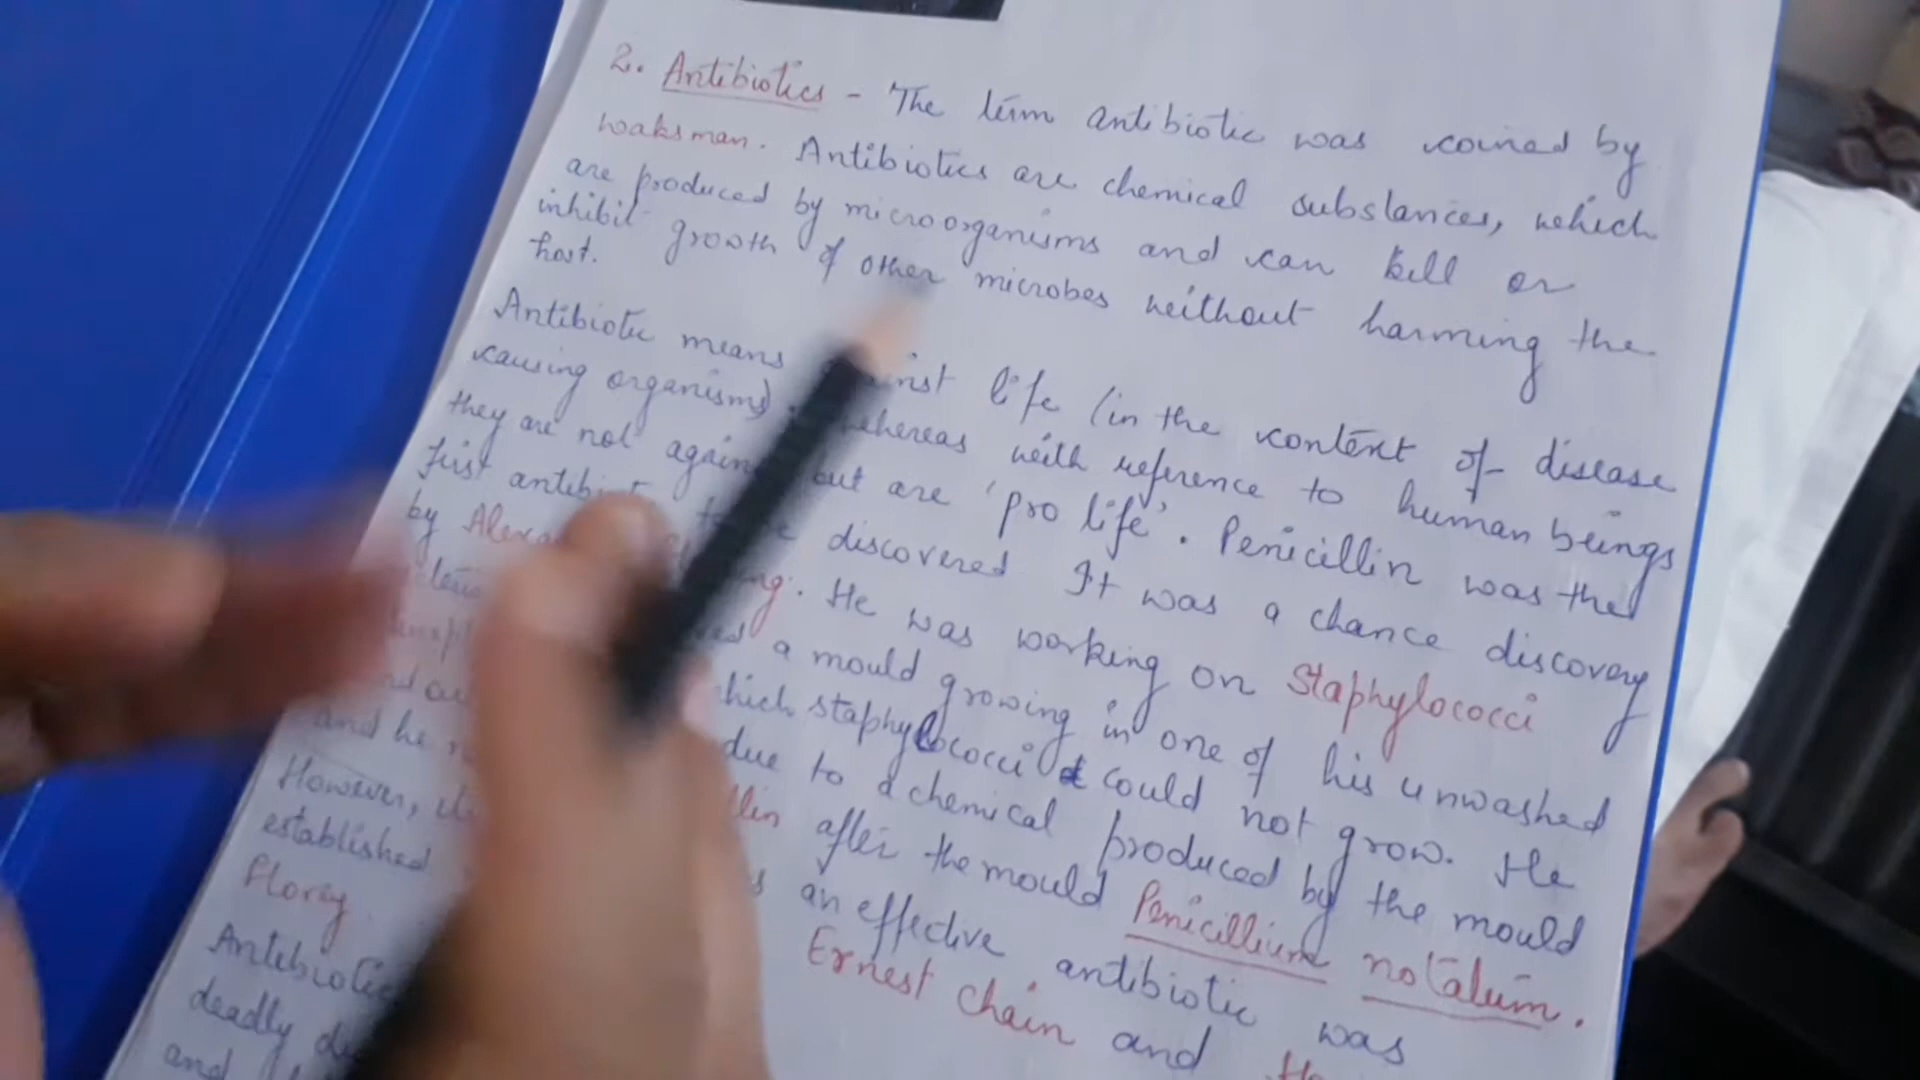 2. Antibiotics - The term antibiotic was coined by
Waksman. Antibiotics are chemical substances, which
are produced by microorganisms and can kill or
inhibit growth of other microbes without harming the
host.
Antibiotic means life (in the context of disease
causing organisms). whereas with reference to human beings
they are not but are 'pro life'. Penicillin was the
first discovered It was a chance discovery
by He was working on Staphylococci
a mould growing in one of his unwashed
which staphylococci could not grow. He
and he due to a chemical produced by the mould
However, after the mould Penicillium notatum.
established an effective antibiotic was
Florey. Ernest Chain and
Antibiotic
deadly
and